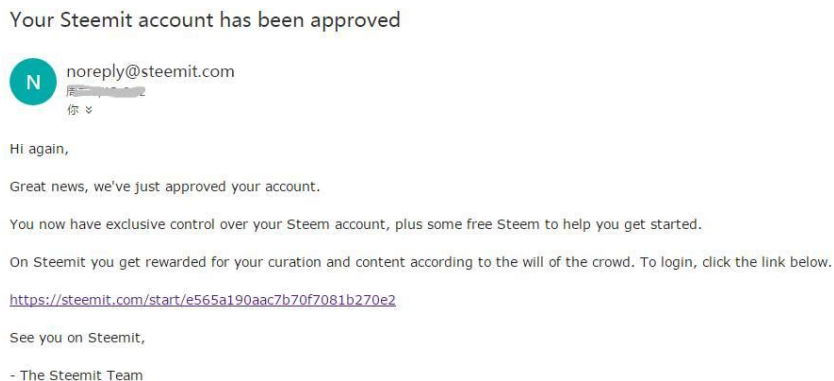 Your Steemit account has been approved
N
noreply@steemit.com
你
Hi again,
Great news, we've just approved your account.
You now have exclusive control over your Steem account, plus some free Steem to help you get started.
On Steemit you get rewarded for your curation and content according to the will of the crowd. To login, click the link below.
https://steemit.com/start/e565a190aac7b70f7081b270e2
See you on Steemit,
- The Steemit Team